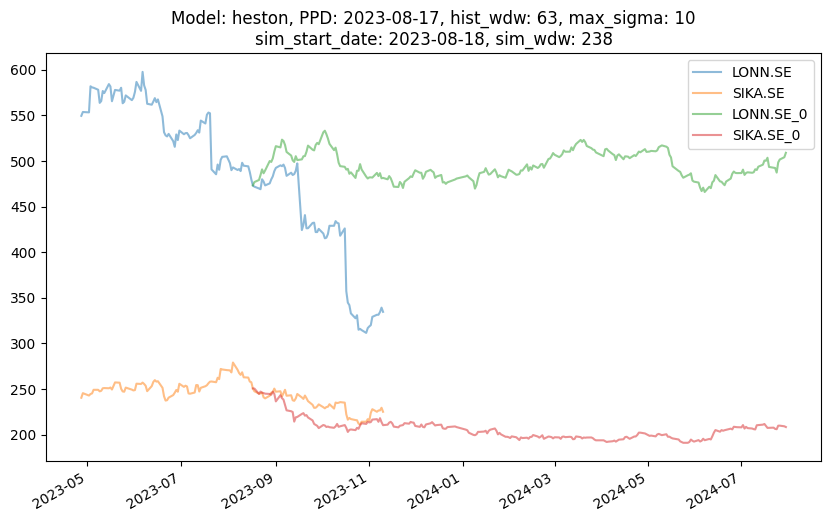 Model: heston, PPD: 2023-08-17, hist_wdw: 63, max_sigma: 10
sim_start_date: 2023-08-18, sim_wdw: 238
LONN.SE
SIKA.SE
LONN.SE_0
SIKA.SE_0
600
550
500
450
400
350
300
250
200
2023-05
2023-07
2023-09
2023-11
2024-01
2024-03
2024-05
2024-07